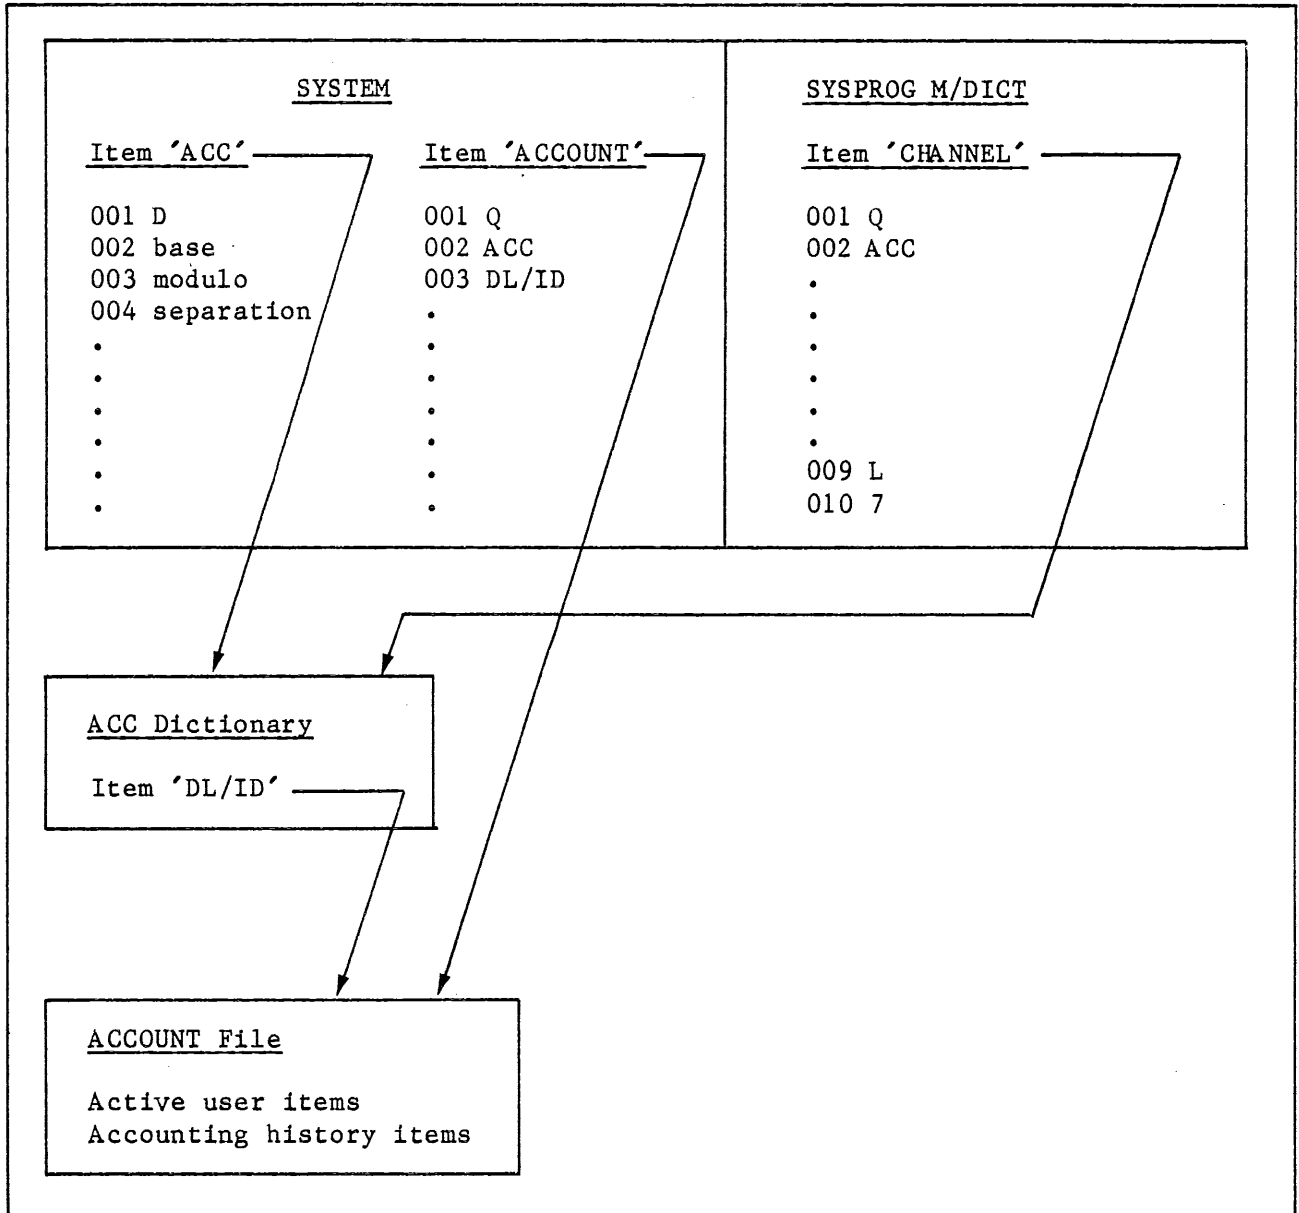 SYSTEM
Item 'ACC'
001 D
002 base
003 modulo
004 separation
.
.
.
.
.
.
Item 'ACCOUNT'
001 Q
002 ACC
003 DL/ID
.
.
.
.
.
.
.
SYSPROG M/DICT
Item 'CHANNEL'
001 Q
002 ACC
.
.
.
.
.
.
009 L
010 7
ACC Dictionary
Item 'DL/ID'
ACCOUNT File
Active user items
Accounting history items